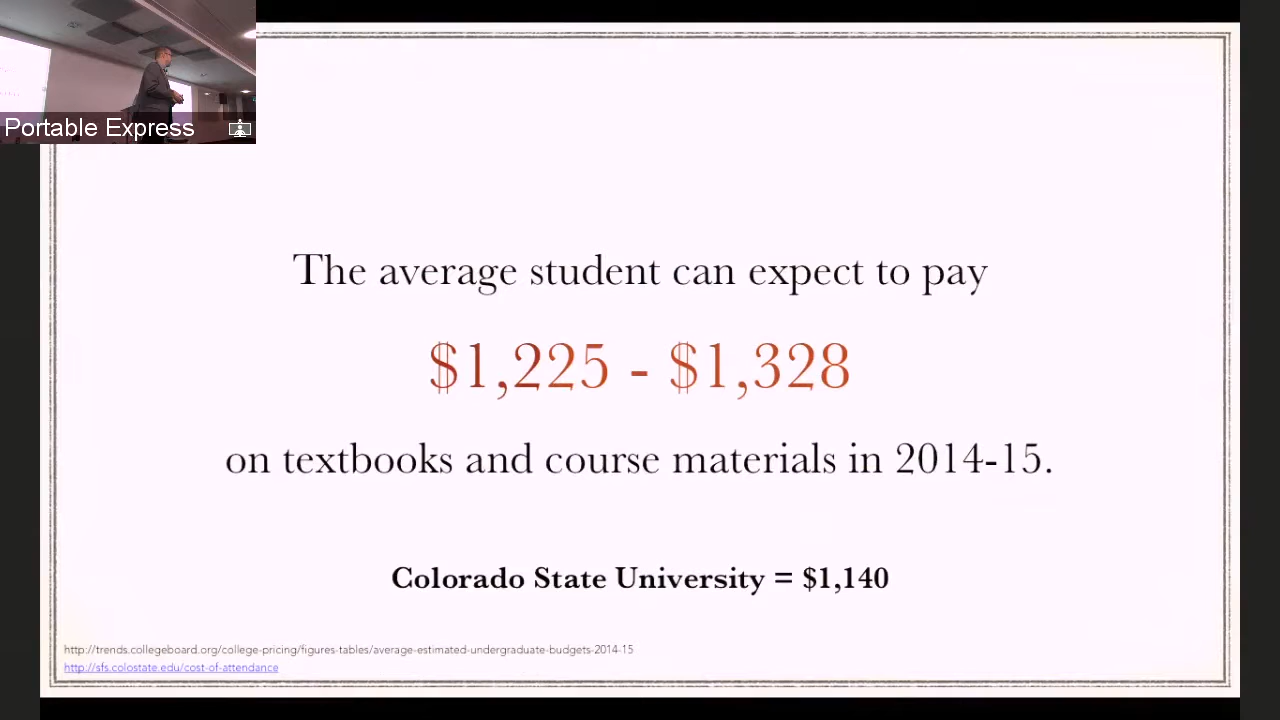 Portable Express
The average student can expect to pay
$1,225 - $1,328
on textbooks and course materials in 2014-15.
Colorado State University = $1,140
http://trends.collegeboard.org/college-pricing/figures-tables/average-estimated-undergraduate-budgets-2014-15
http://sfs.colostate.edu/cost-of-attendance